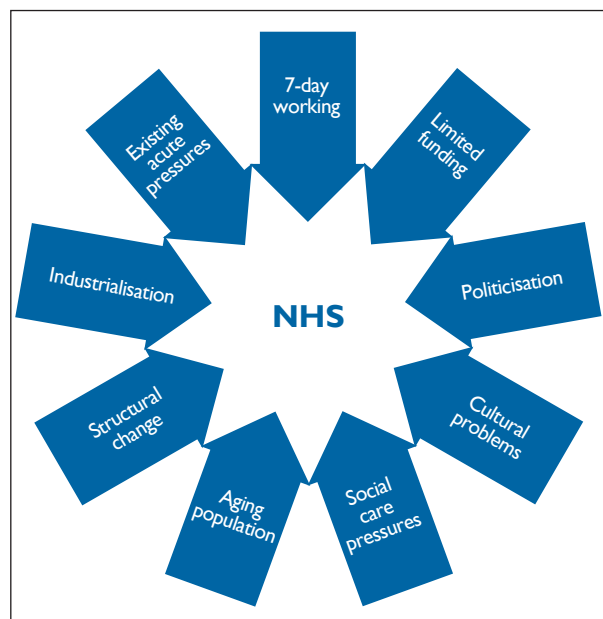 7-day
working
Limited
funding
Politicisation
Cultural
problems
Social
care
pressures
Aging
population
Structural
change
Industrialisation
Existing
acute
pressures
NHS